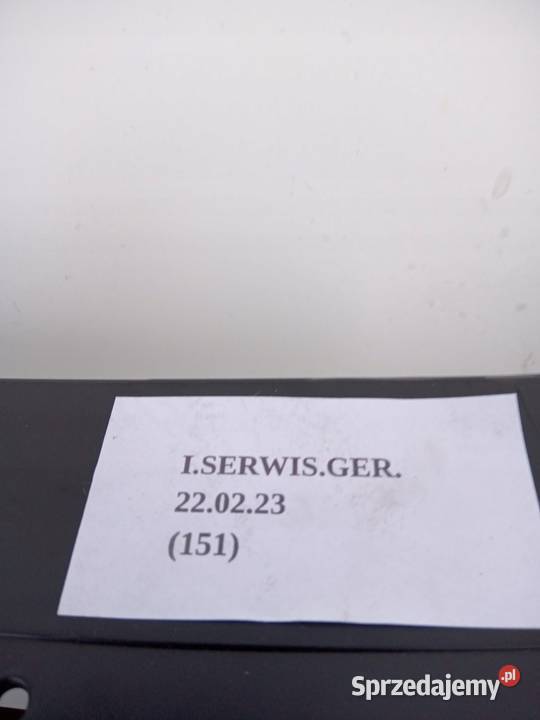 I.SERWIS.GER.
22.02.23
(151)
Sprzedajemy.pl